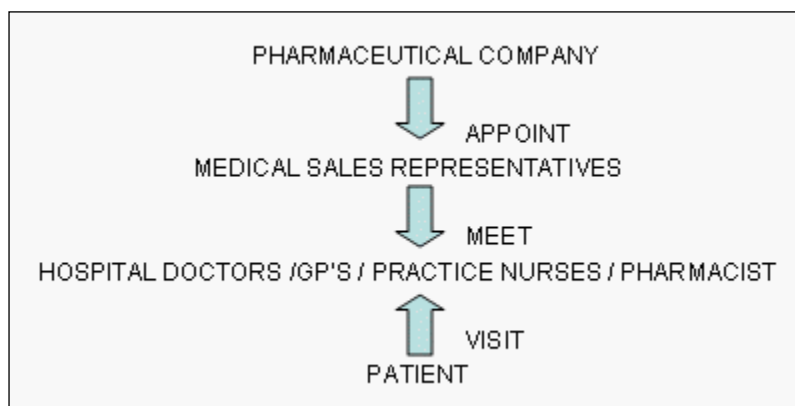 PHARMACEUTICAL COMPANY
APPOINT
MEDICAL SALES REPRESENTATIVES
MEET
HOSPITAL DOCTORS /GP'S / PRACTICE NURSES / PHARMACIST
VISIT
PATIENT